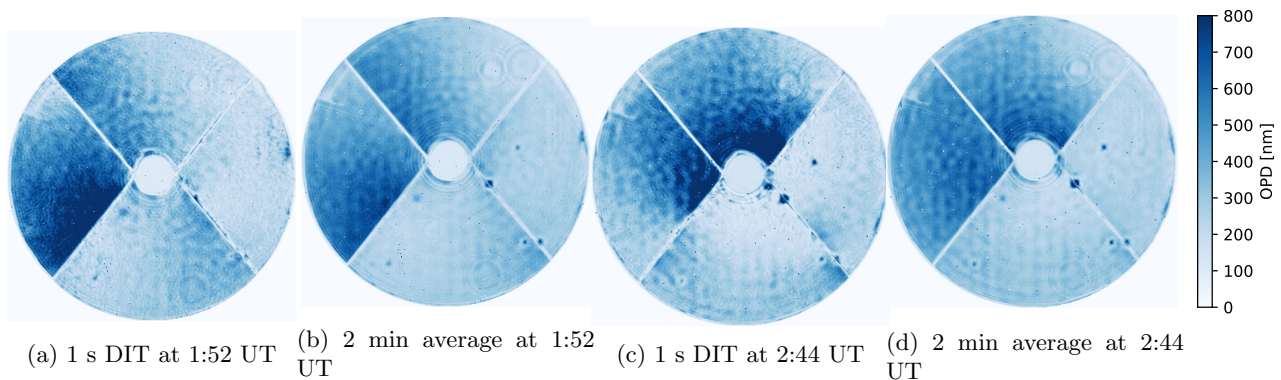 800
700
600
500
400
300
200
100
0
OPD [nm]
(a) 1 s DIT at 1:52 UT
(b) 2 min average at 1:52
UT
(c) 1 s DIT at 2:44 UT
(d) 2 min average at 2:44
UT